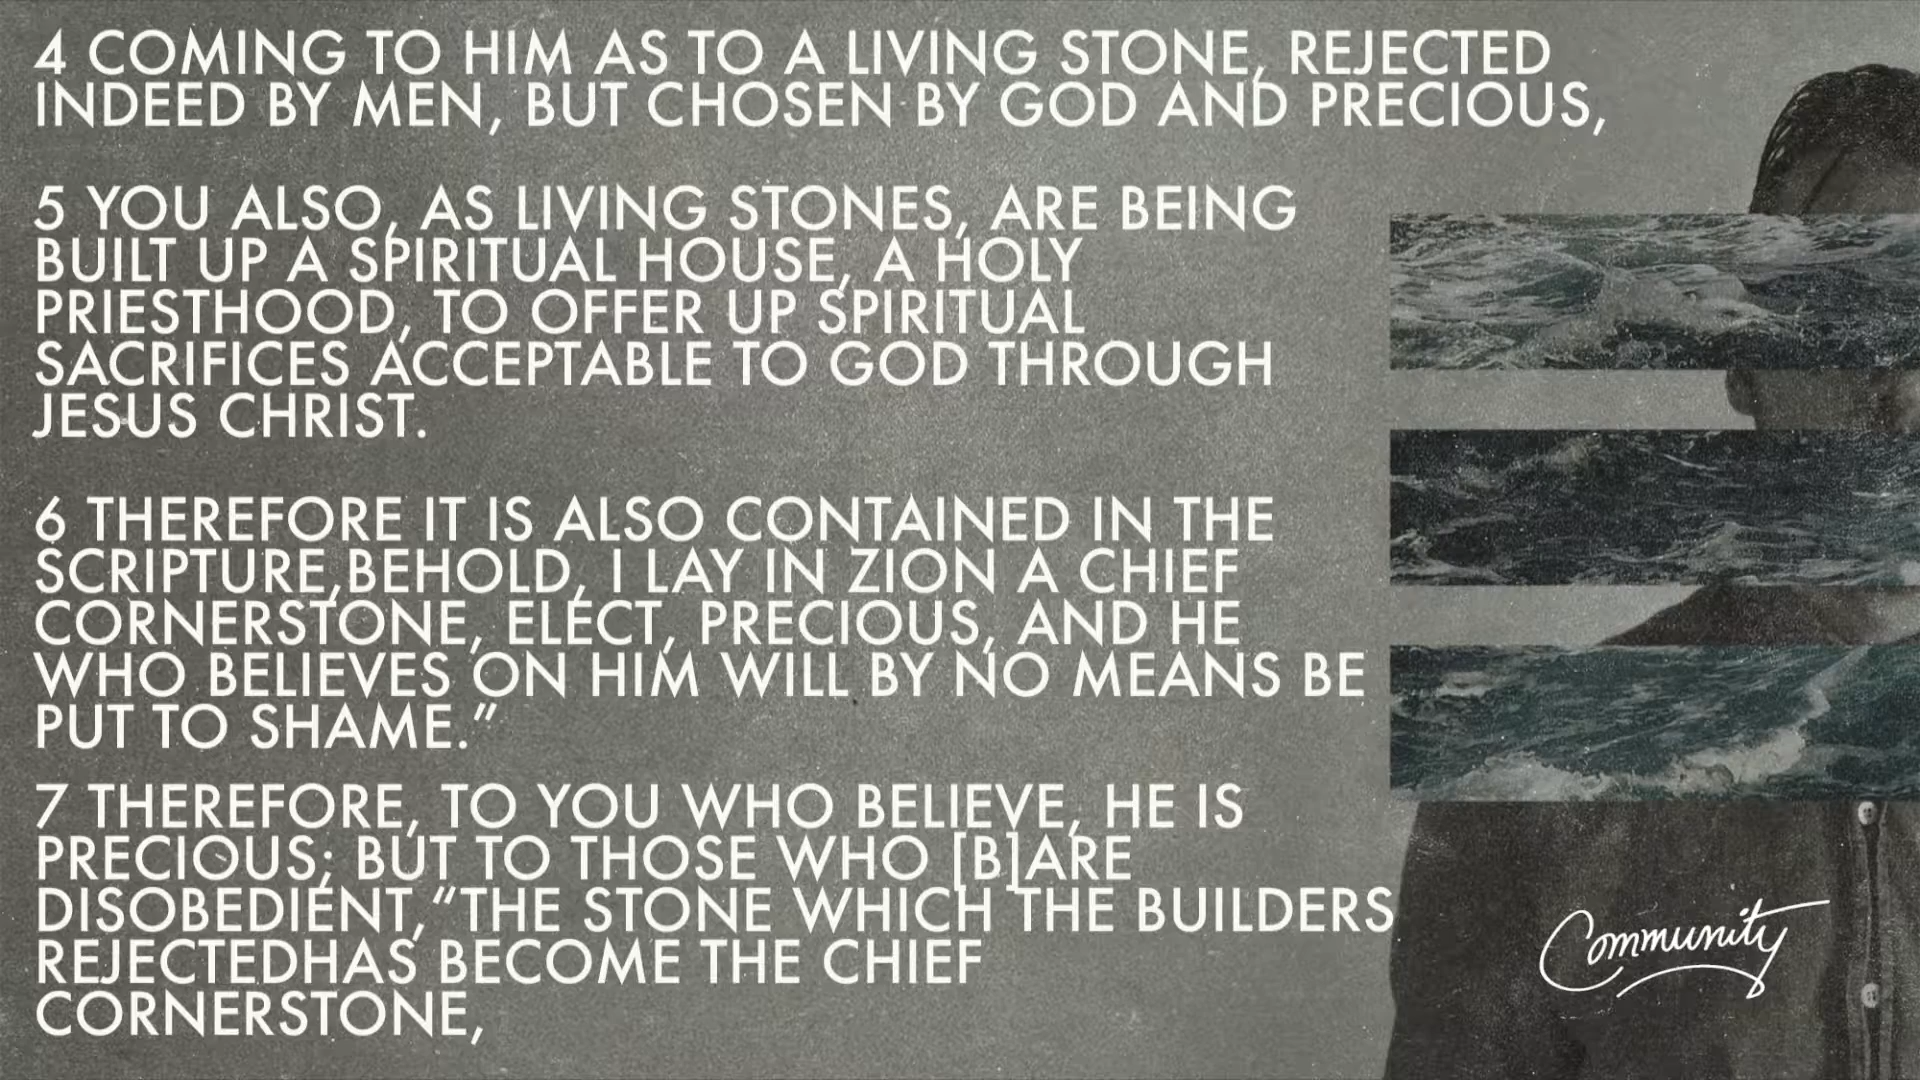 4 COMING TO HIM AS TO A LIVING STONE, REJECTED
INDEED BY MEN, BUT CHOSEN BY GOD AND PRECIOUS,
5 YOU ALSO, AS LIVING STONES, ARE BEING
BUILT UP A SPIRITUAL HOUSE, A HOLY
PRIESTHOOD, TO OFFER UP SPIRITUAL
SACRIFICES ACCEPTABLE TO GOD THROUGH
JESUS CHRIST.
6 THEREFORE IT IS ALSO CONTAINED IN THE
SCRIPTURE,BEHOLD, I LAY IN ZION A CHIEF
CORNERSTONE, ELECT, PRECIOUS, AND HE
WHO BELIEVES ON HIM WILL BY NO MEANS BE
PUT TO SHAME.”
7 THEREFORE, TO YOU WHO BELIEVE, HE IS
PRECIOUS; BUT TO THOSE WHO [B]ARE
DISOBEDIENT,“THE STONE WHICH THE BUILDERS
REJECTEDHAS BECOME THE CHIEF
CORNERSTONE,
Community